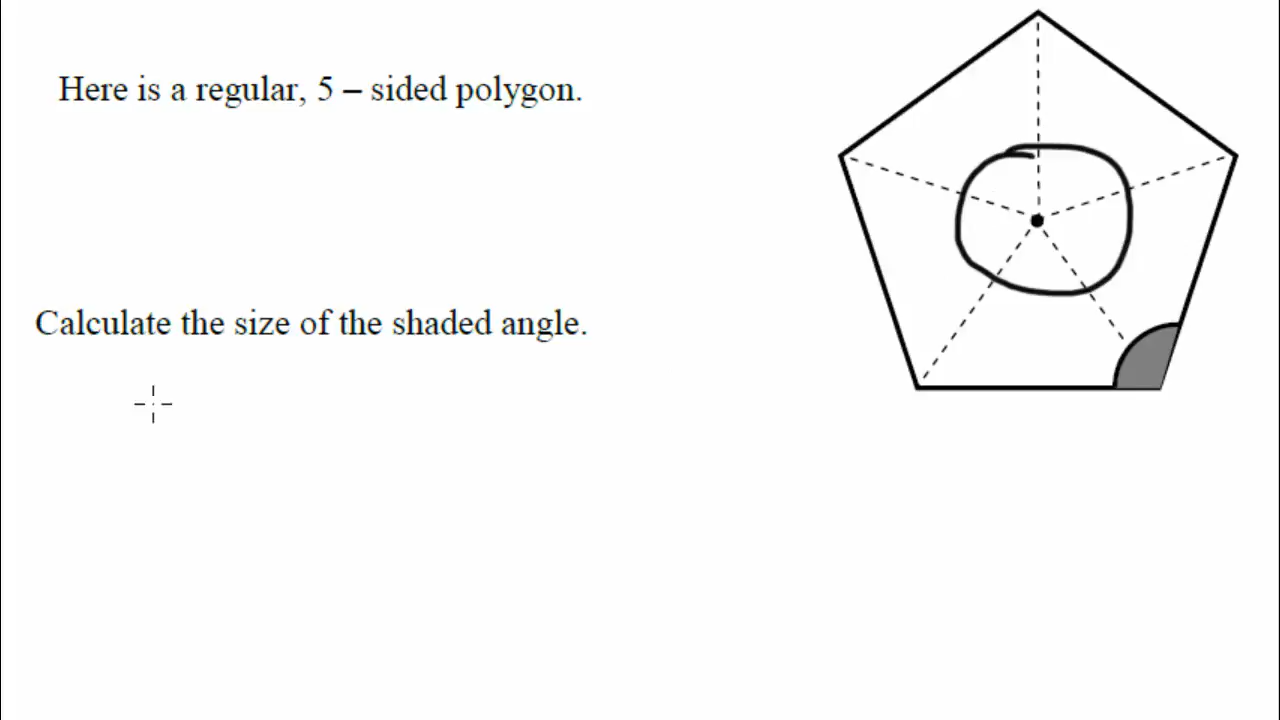 Here is a regular, 5 – sided polygon.
Calculate the size of the shaded angle.